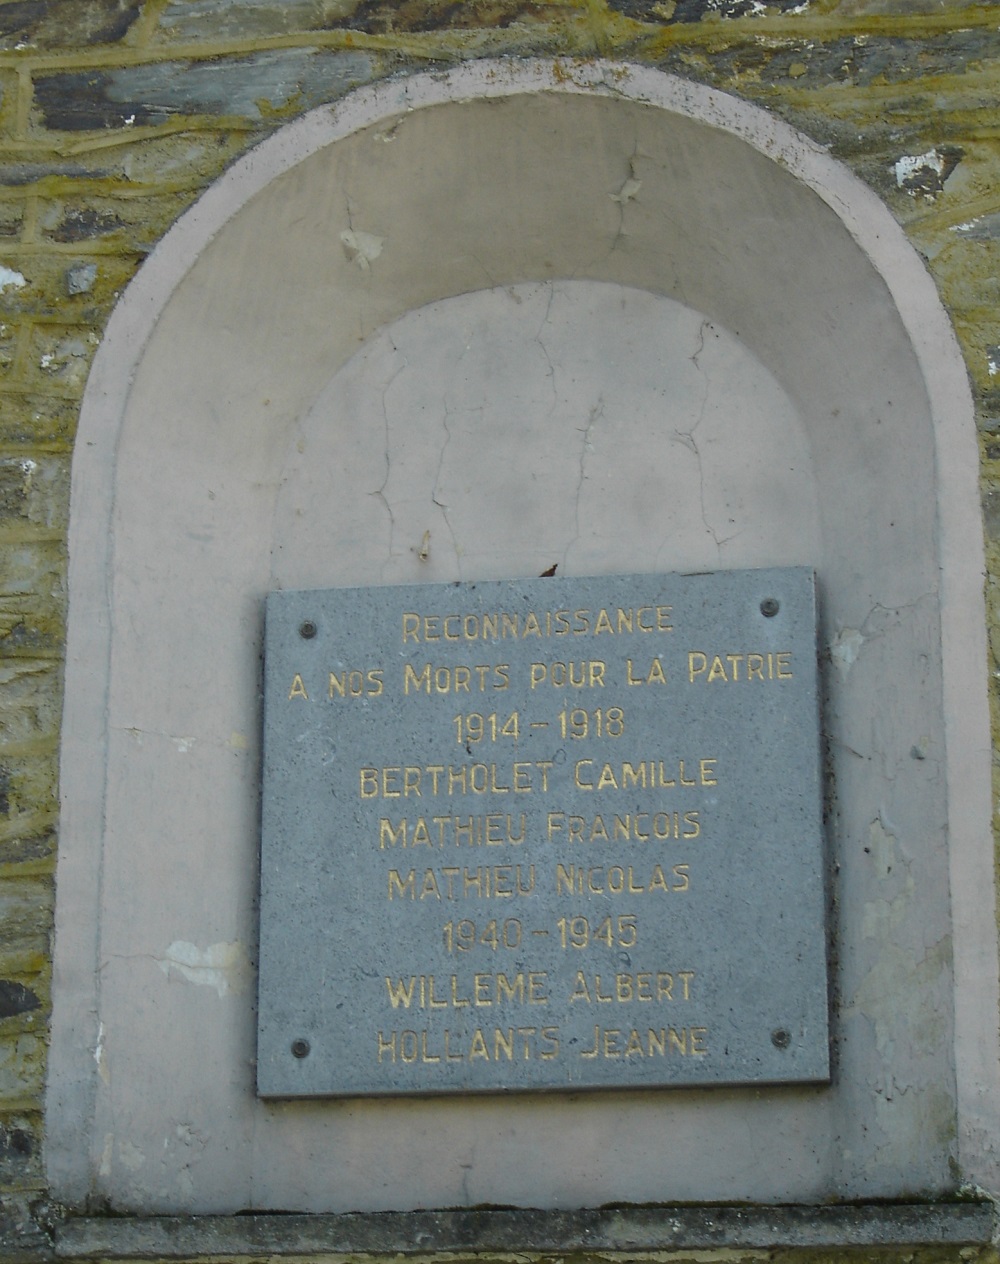 RECONNAISSANCE
A NOS MORTS POUR LA PATRIE
1914-1918
BERTHOLET CAMILLE
MATHIEU FRANÇOIS
MATHIEU NICOLAS
1940-1945
WILLEME ALBERT
HOLLANTS JEANNE